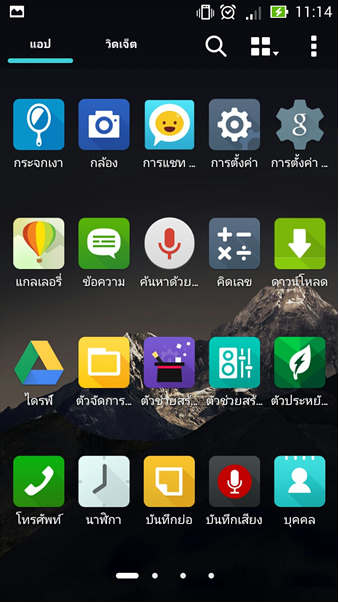 11:14
แอป วิดเจ็ต
กระจกเงา กล้อง การแชท ... การตั้งค่า การตั้งค่า ...
g
แกลเลอรี่ ข้อความ ค้นหาด้วย... คิดเลข ดาวน์โหลด
ไดรฟ์ ตัวจัดการ... ตัวช่วยสร้... ตัวช่วยสร้... ตัวประหยั...
โทรศัพท์ นาฬิกา บันทึกย่อ บันทึกเสียง บุคคล